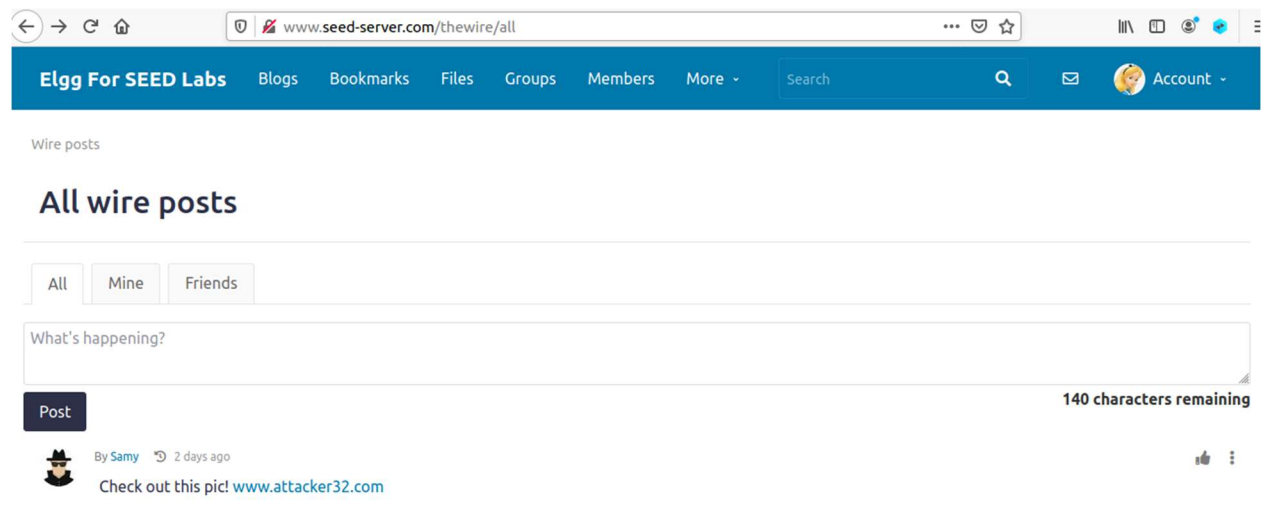 www.seed-server.com/thewire/all
Elgg For SEED Labs Blogs Bookmarks Files Groups Members More Search Account
Wire posts
All wire posts
All Mine Friends
What's happening?
140 characters remaining
Post
By Samy 2 days ago
Check out this pic! www.attacker32.com